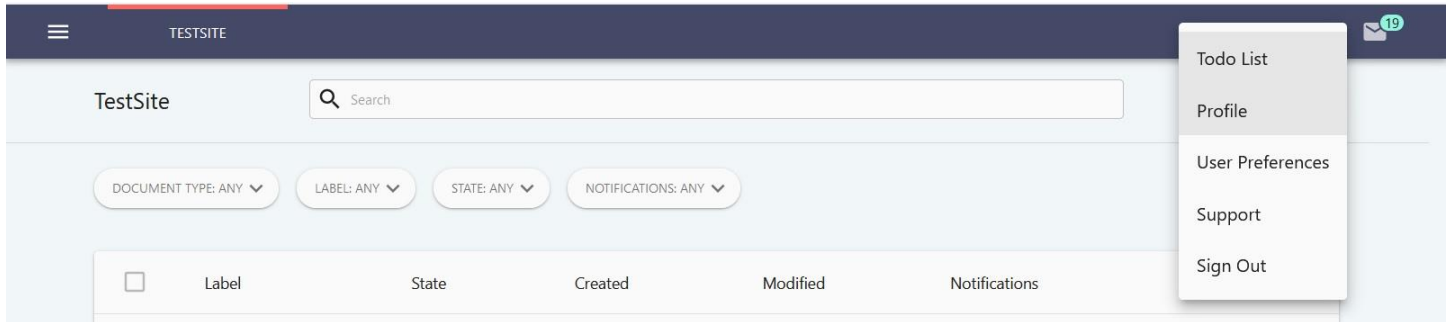 TESTSITE
19
TestSite
Search
Todo List
Profile
User Preferences
Support
Sign Out
DOCUMENT TYPE: ANY
LABEL: ANY
STATE: ANY
NOTIFICATIONS: ANY
Label
State
Created
Modified
Notifications